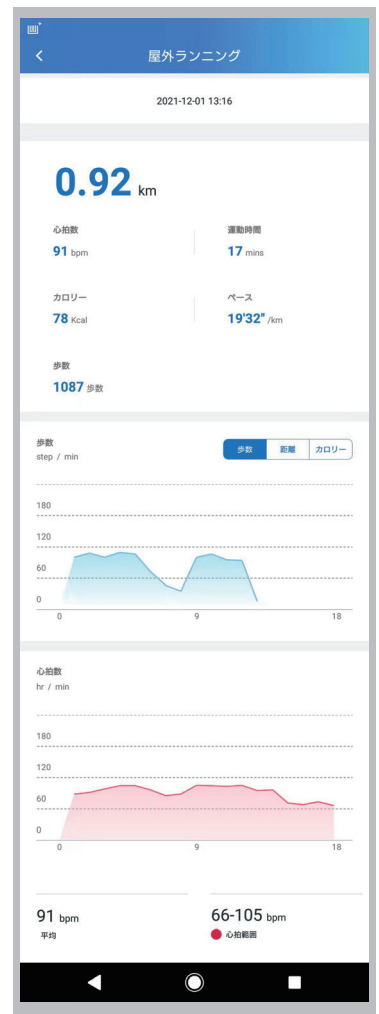 屋外ランニング
2021-12-01 13:16
0.92 km
心拍数 運動時間
91 bpm 17 mins
カロリー ペース
78 Kcal 19'32" /km
歩数
1087 歩数
歩数
step / min
歩数 距離 カロリー
180
120
60
0
0 9 18
心拍数
hr / min
180
120
60
0
0 9 18
91 bpm 66-105 bpm
平均 心拍範囲